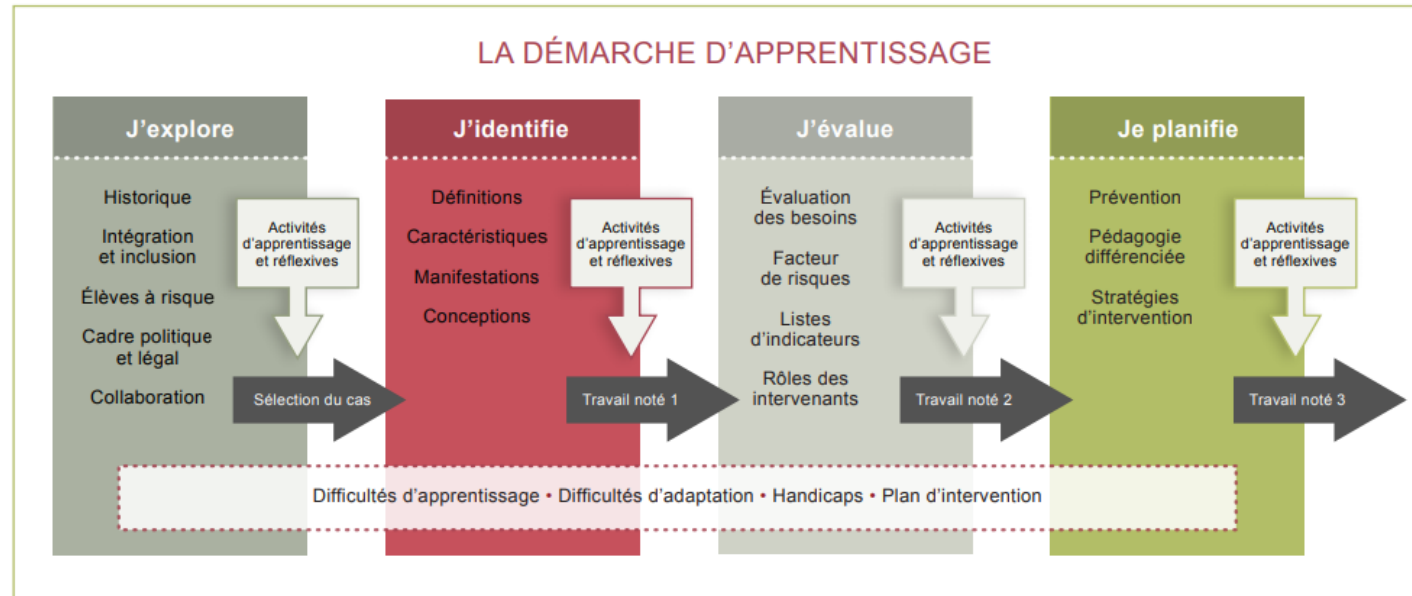 LA DÉMARCHE D'APPRENTISSAGE
J'explore
Historique
Intégration
et inclusion
Élèves à risque
Cadre politique
et légal
Collaboration
Activités
d'apprentissage
et réflexives
Sélection du cas
J'identifie
Définitions
Caractéristiques
Manifestations
Conceptions
Activités
d'apprentissage
et réflexives
Travail noté 1
J'évalue
Évaluation
des besoins
Facteur
de risques
Listes
d'indicateurs
Rôles des
intervenants
Activités
d'apprentissage
et réflexives
Travail noté 2
Je planifie
Prévention
Pédagogie
différenciée
Stratégies
d'intervention
Activités
d'apprentissage
et réflexives
Travail noté 3
Difficultés d'apprentissage • Difficultés d'adaptation • Handicaps • Plan d'intervention